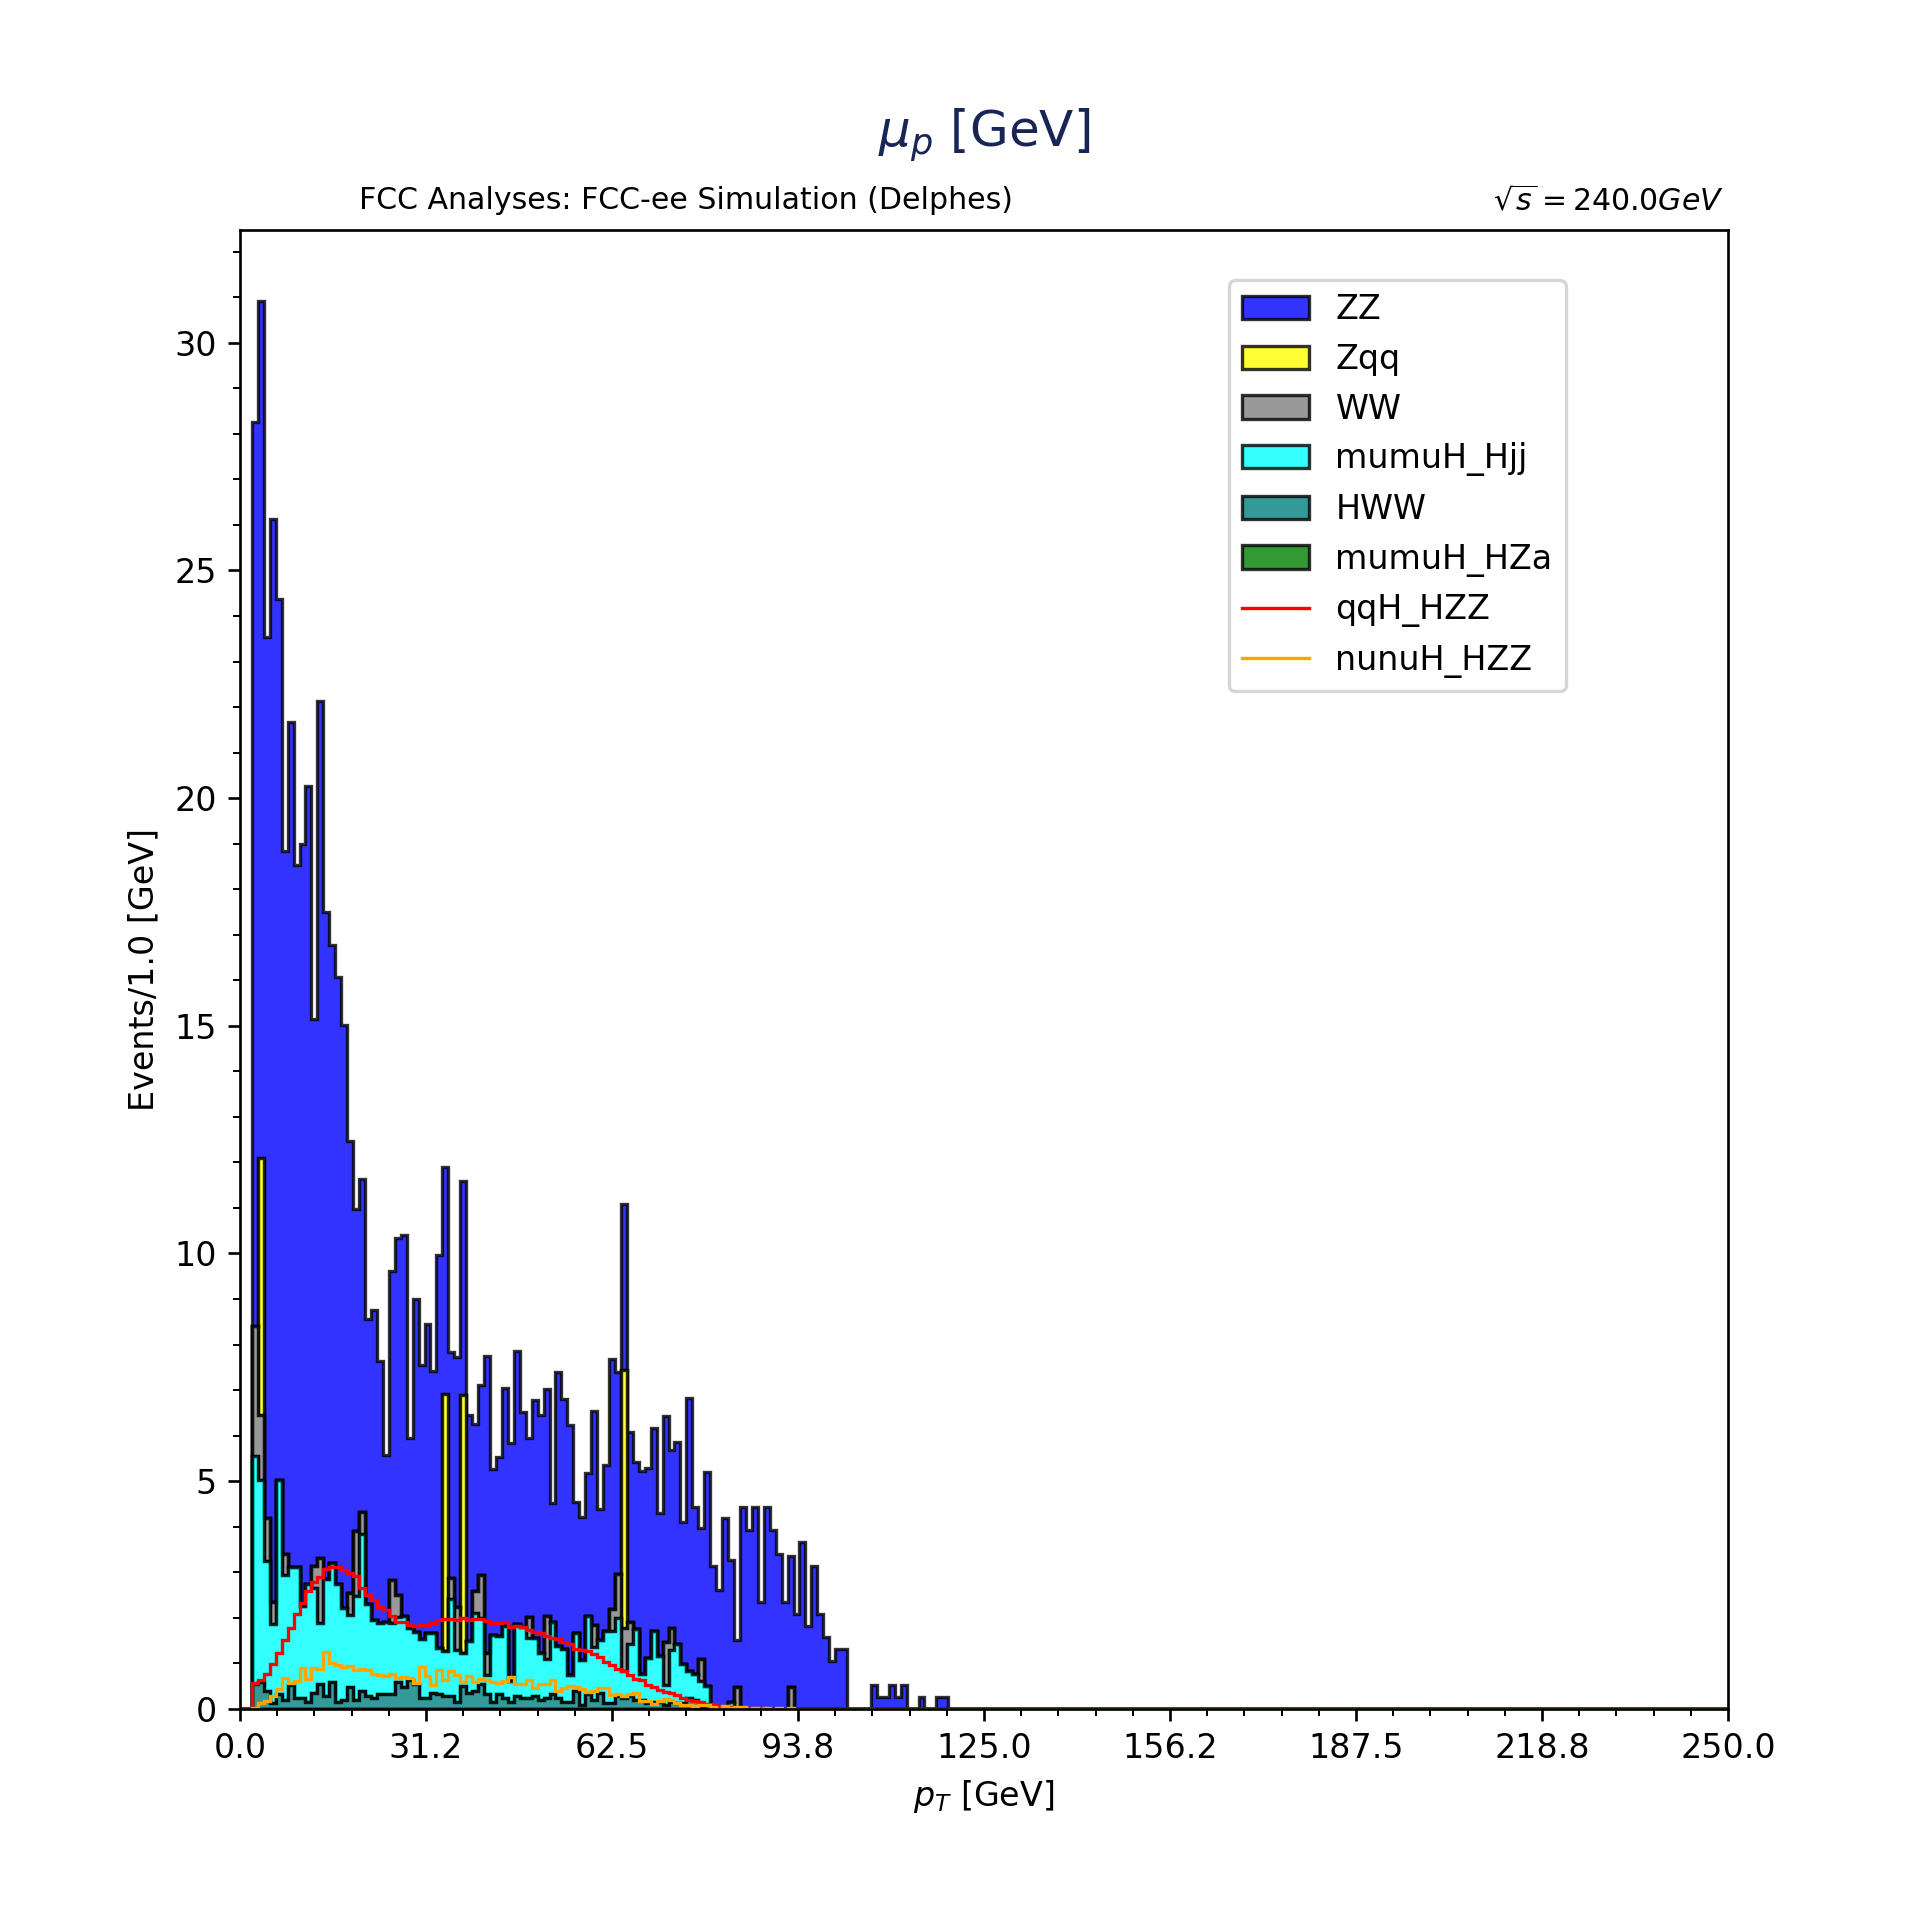 μp [GeV]
FCC Analyses: FCC-ee Simulation (Delphes)
√s = 240.0GeV
ZZ
Zqq
WW
mumuH_Hjj
HWW
mumuH_HZa
qqH_HZZ
nunuH_HZZ
Events/1.0 [GeV]
30
25
20
15
10
5
0
0.0 31.2 62.5 93.8 125.0 156.2 187.5 218.8 250.0
pT [GeV]